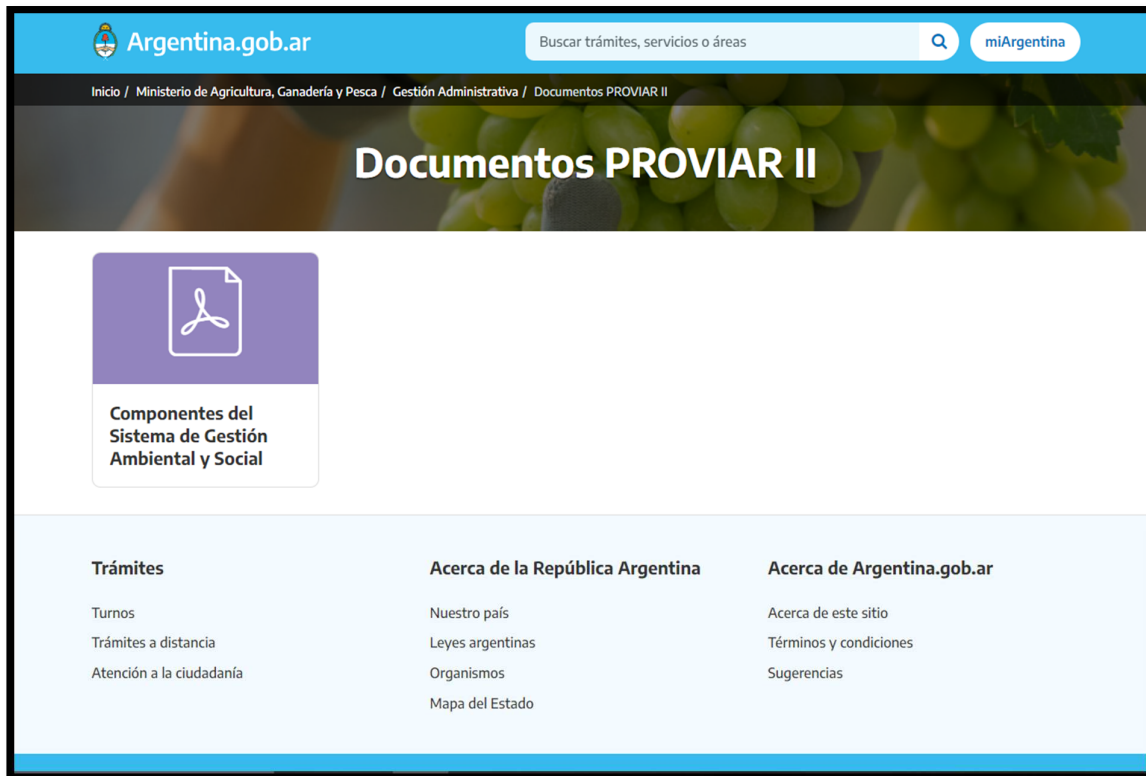 Argentina.gob.ar
Buscar trámites, servicios o áreas
miArgentina
Inicio / Ministerio de Agricultura, Ganadería y Pesca / Gestión Administrativa / Documentos PROVIAR II
Documentos PROVIAR II
Componentes del
Sistema de Gestión
Ambiental y Social
Trámites
Turnos
Trámites a distancia
Atención a la ciudadanía
Acerca de la República Argentina
Nuestro país
Leyes argentinas
Organismos
Mapa del Estado
Acerca de Argentina.gob.ar
Acerca de este sitio
Términos y condiciones
Sugerencias